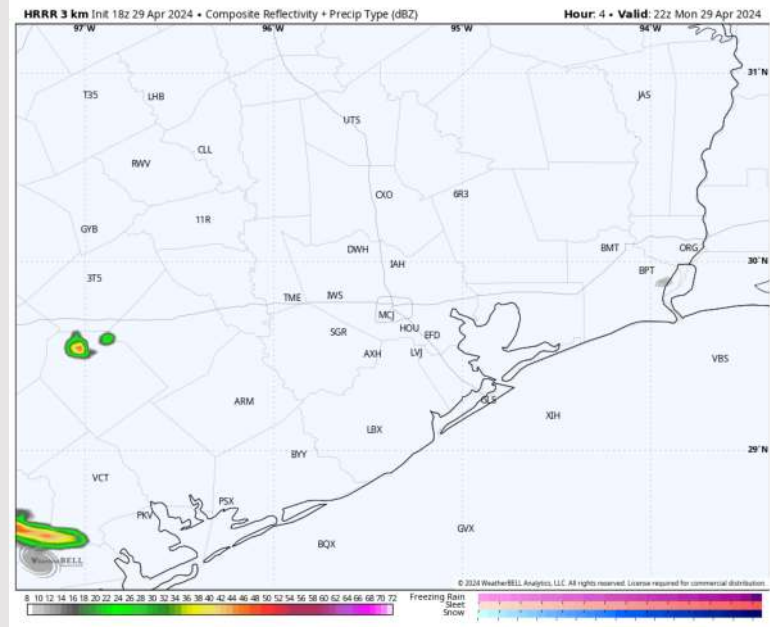 HRRR 3 km Init 18z 29 Apr 2024 • Composite Reflectivity + Precip Type (dBZ) Hour: 4 • Valid: 22z Mon 29 Apr 2024
97°W 96°W 95°W 94°W
31°N
T35 LHB JAS
UTS
CLL
RWV
CXO 6R3
11R
GYB
DWH BMT ORG
IAH 30°N
BPT
3T5
TME IWS
MCJ
SGR HOU EFD
AXH LVJ VBS
ARM GLS
XIH
LBX
BYY 29°N
VCT
PSX
PKV
GVX
BQX
WEATHERBELL
© 2024 WeatherBELL Analytics, LLC. All rights reserved. License required for commercial distribution.
8 10 12 14 16 18 20 22 24 26 28 30 32 34 36 38 40 42 44 46 48 50 52 54 56 58 60 62 64 66 68 70 72
Freezing Rain
Sleet
Snow